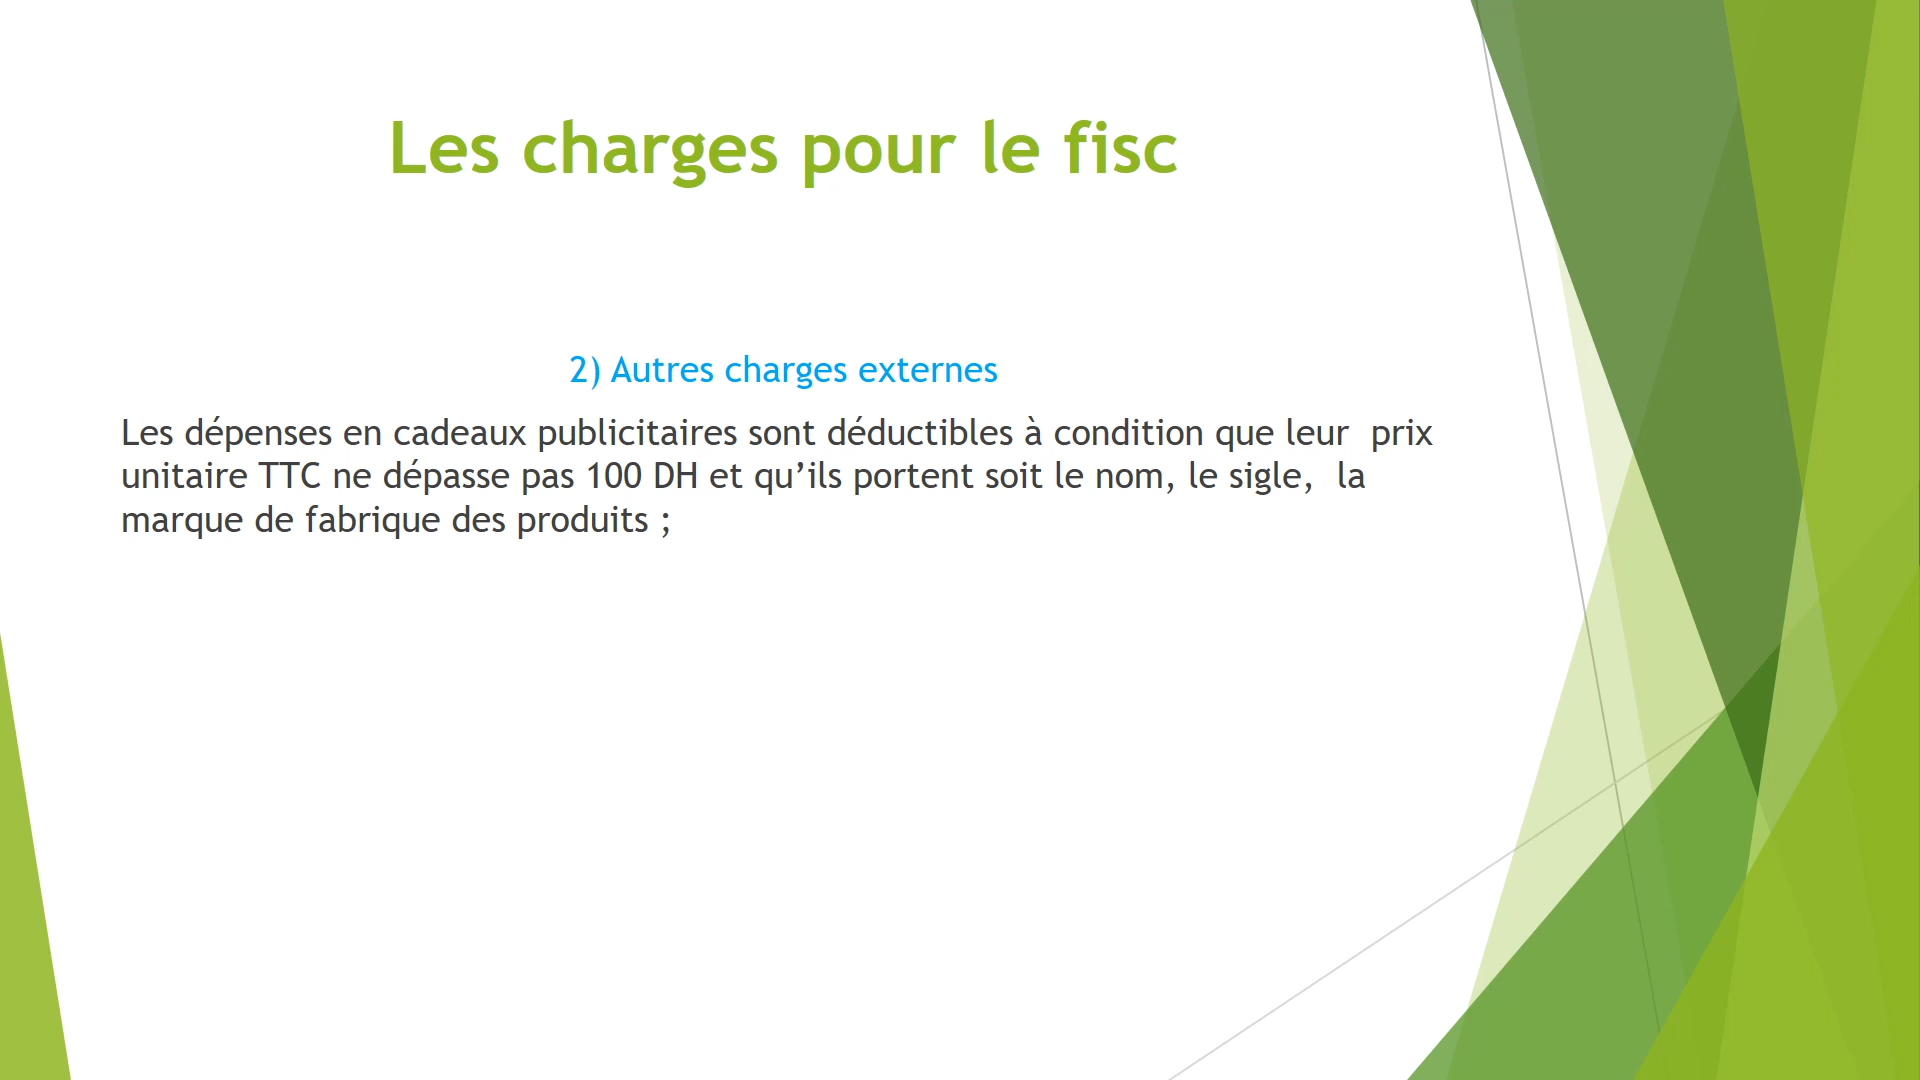 Les charges pour le fisc
2) Autres charges externes
Les dépenses en cadeaux publicitaires sont déductibles à condition que leur  prix
unitaire TTC ne dépasse pas 100 DH et qu’ils portent soit le nom, le sigle,  la
marque de fabrique des produits ;